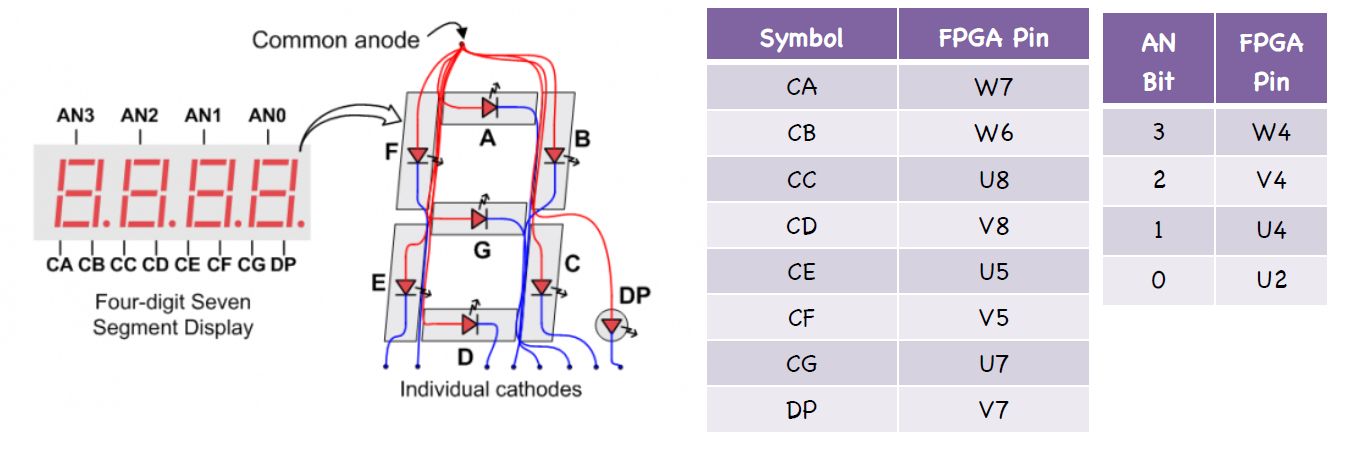 Common anode
AN3 AN2 AN1 AN0
CA CB CC CD CE CF CG DP
Four-digit Seven
Segment Display
A
F
B
G
E
C
DP
D
Individual cathodes
Symbol FPGA Pin
CA W7
CB W6
CC U8
CD V8
CE U5
CF V5
CG U7
DP V7
AN Bit FPGA Pin
3 W4
2 V4
1 U4
0 U2